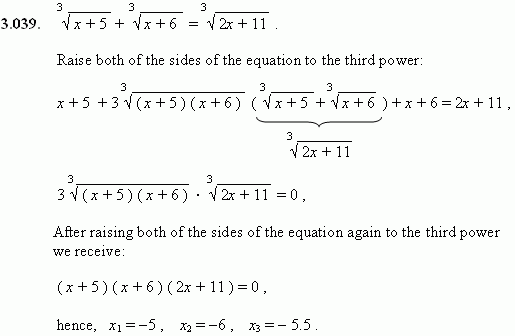 3.039. ∛(x + 5) + ∛(x + 6) = ∛(2x + 11) .
Raise both of the sides of the equation to the third power:
x + 5 + 3 ∛((x + 5)(x + 6)) ( ∛(x + 5) + ∛(x + 6) ) + x + 6 = 2x + 11 ,
∛(2x + 11)
3 ∛((x + 5)(x + 6)) · ∛(2x + 11) = 0 ,
After raising both of the sides of the equation again to the third power
we receive:
(x + 5)(x + 6)(2x + 11) = 0 ,
hence, x₁ = −5 , x₂ = −6 , x₃ = − 5.5 .